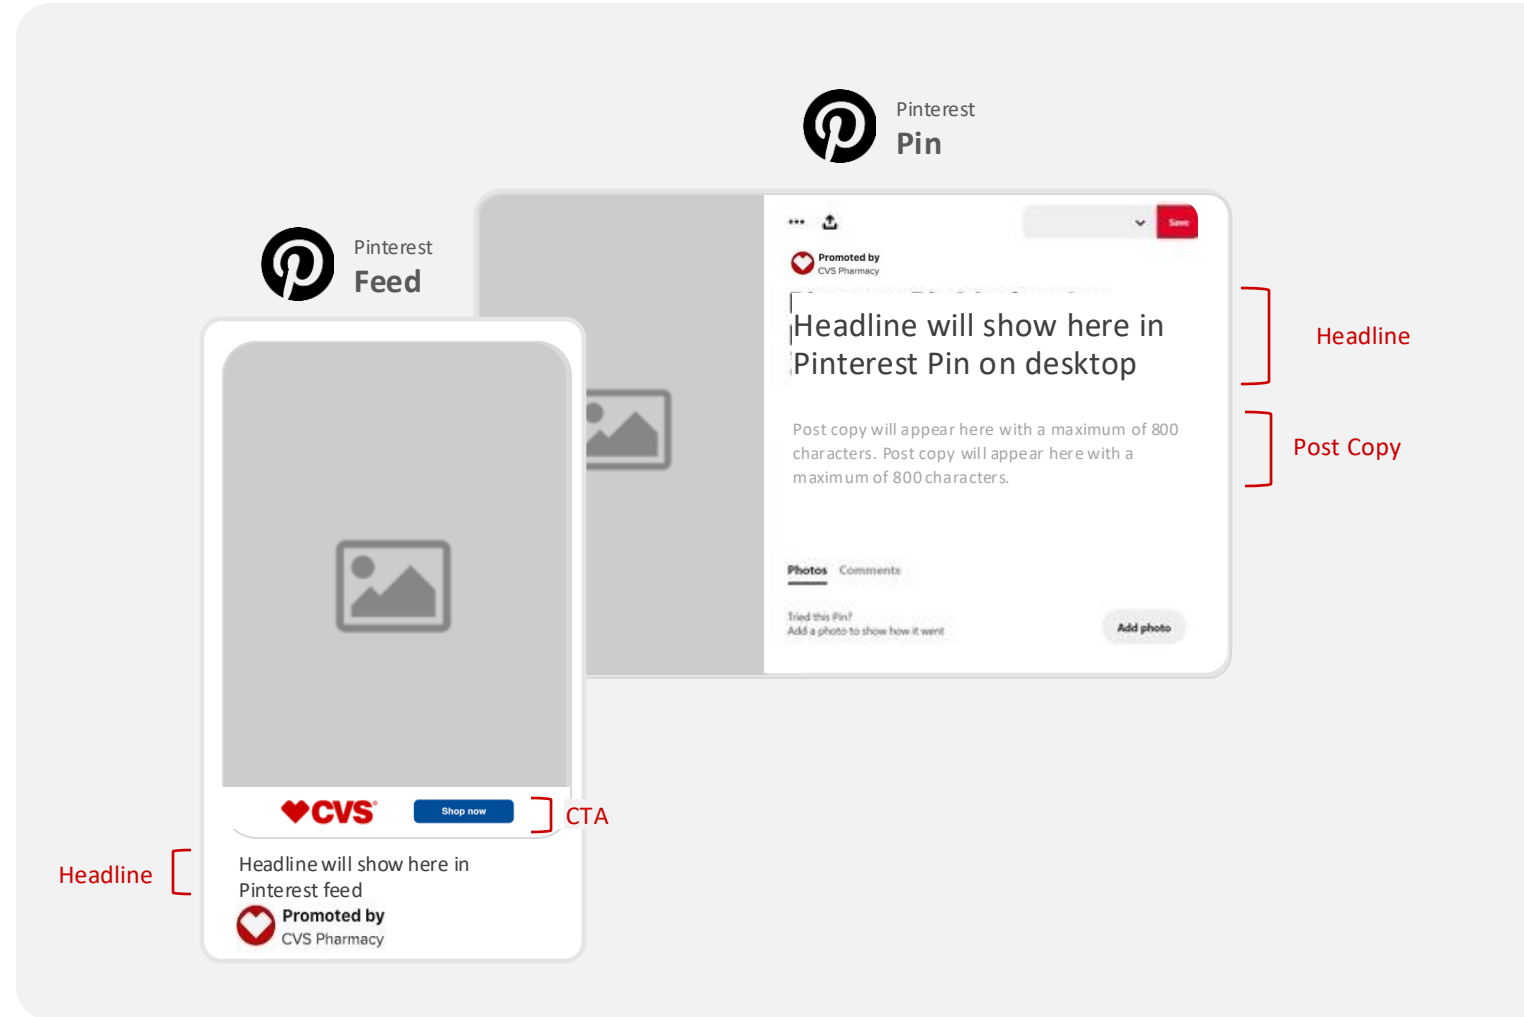 Pinterest
Pin
Pinterest
Feed
Save
Promoted by
CVS Pharmacy
Headline will show here in
Pinterest Pin on desktop
Headline
Post copy will appear here with a maximum of 800
characters. Post copy will appear here with a
maximum of 800 characters.
Post Copy
Photos Comments
Tried this Pin?
Add a photo to show how it went
Add photo
CVS®
Shop now
CTA
Headline
Headline will show here in
Pinterest feed
Promoted by
CVS Pharmacy